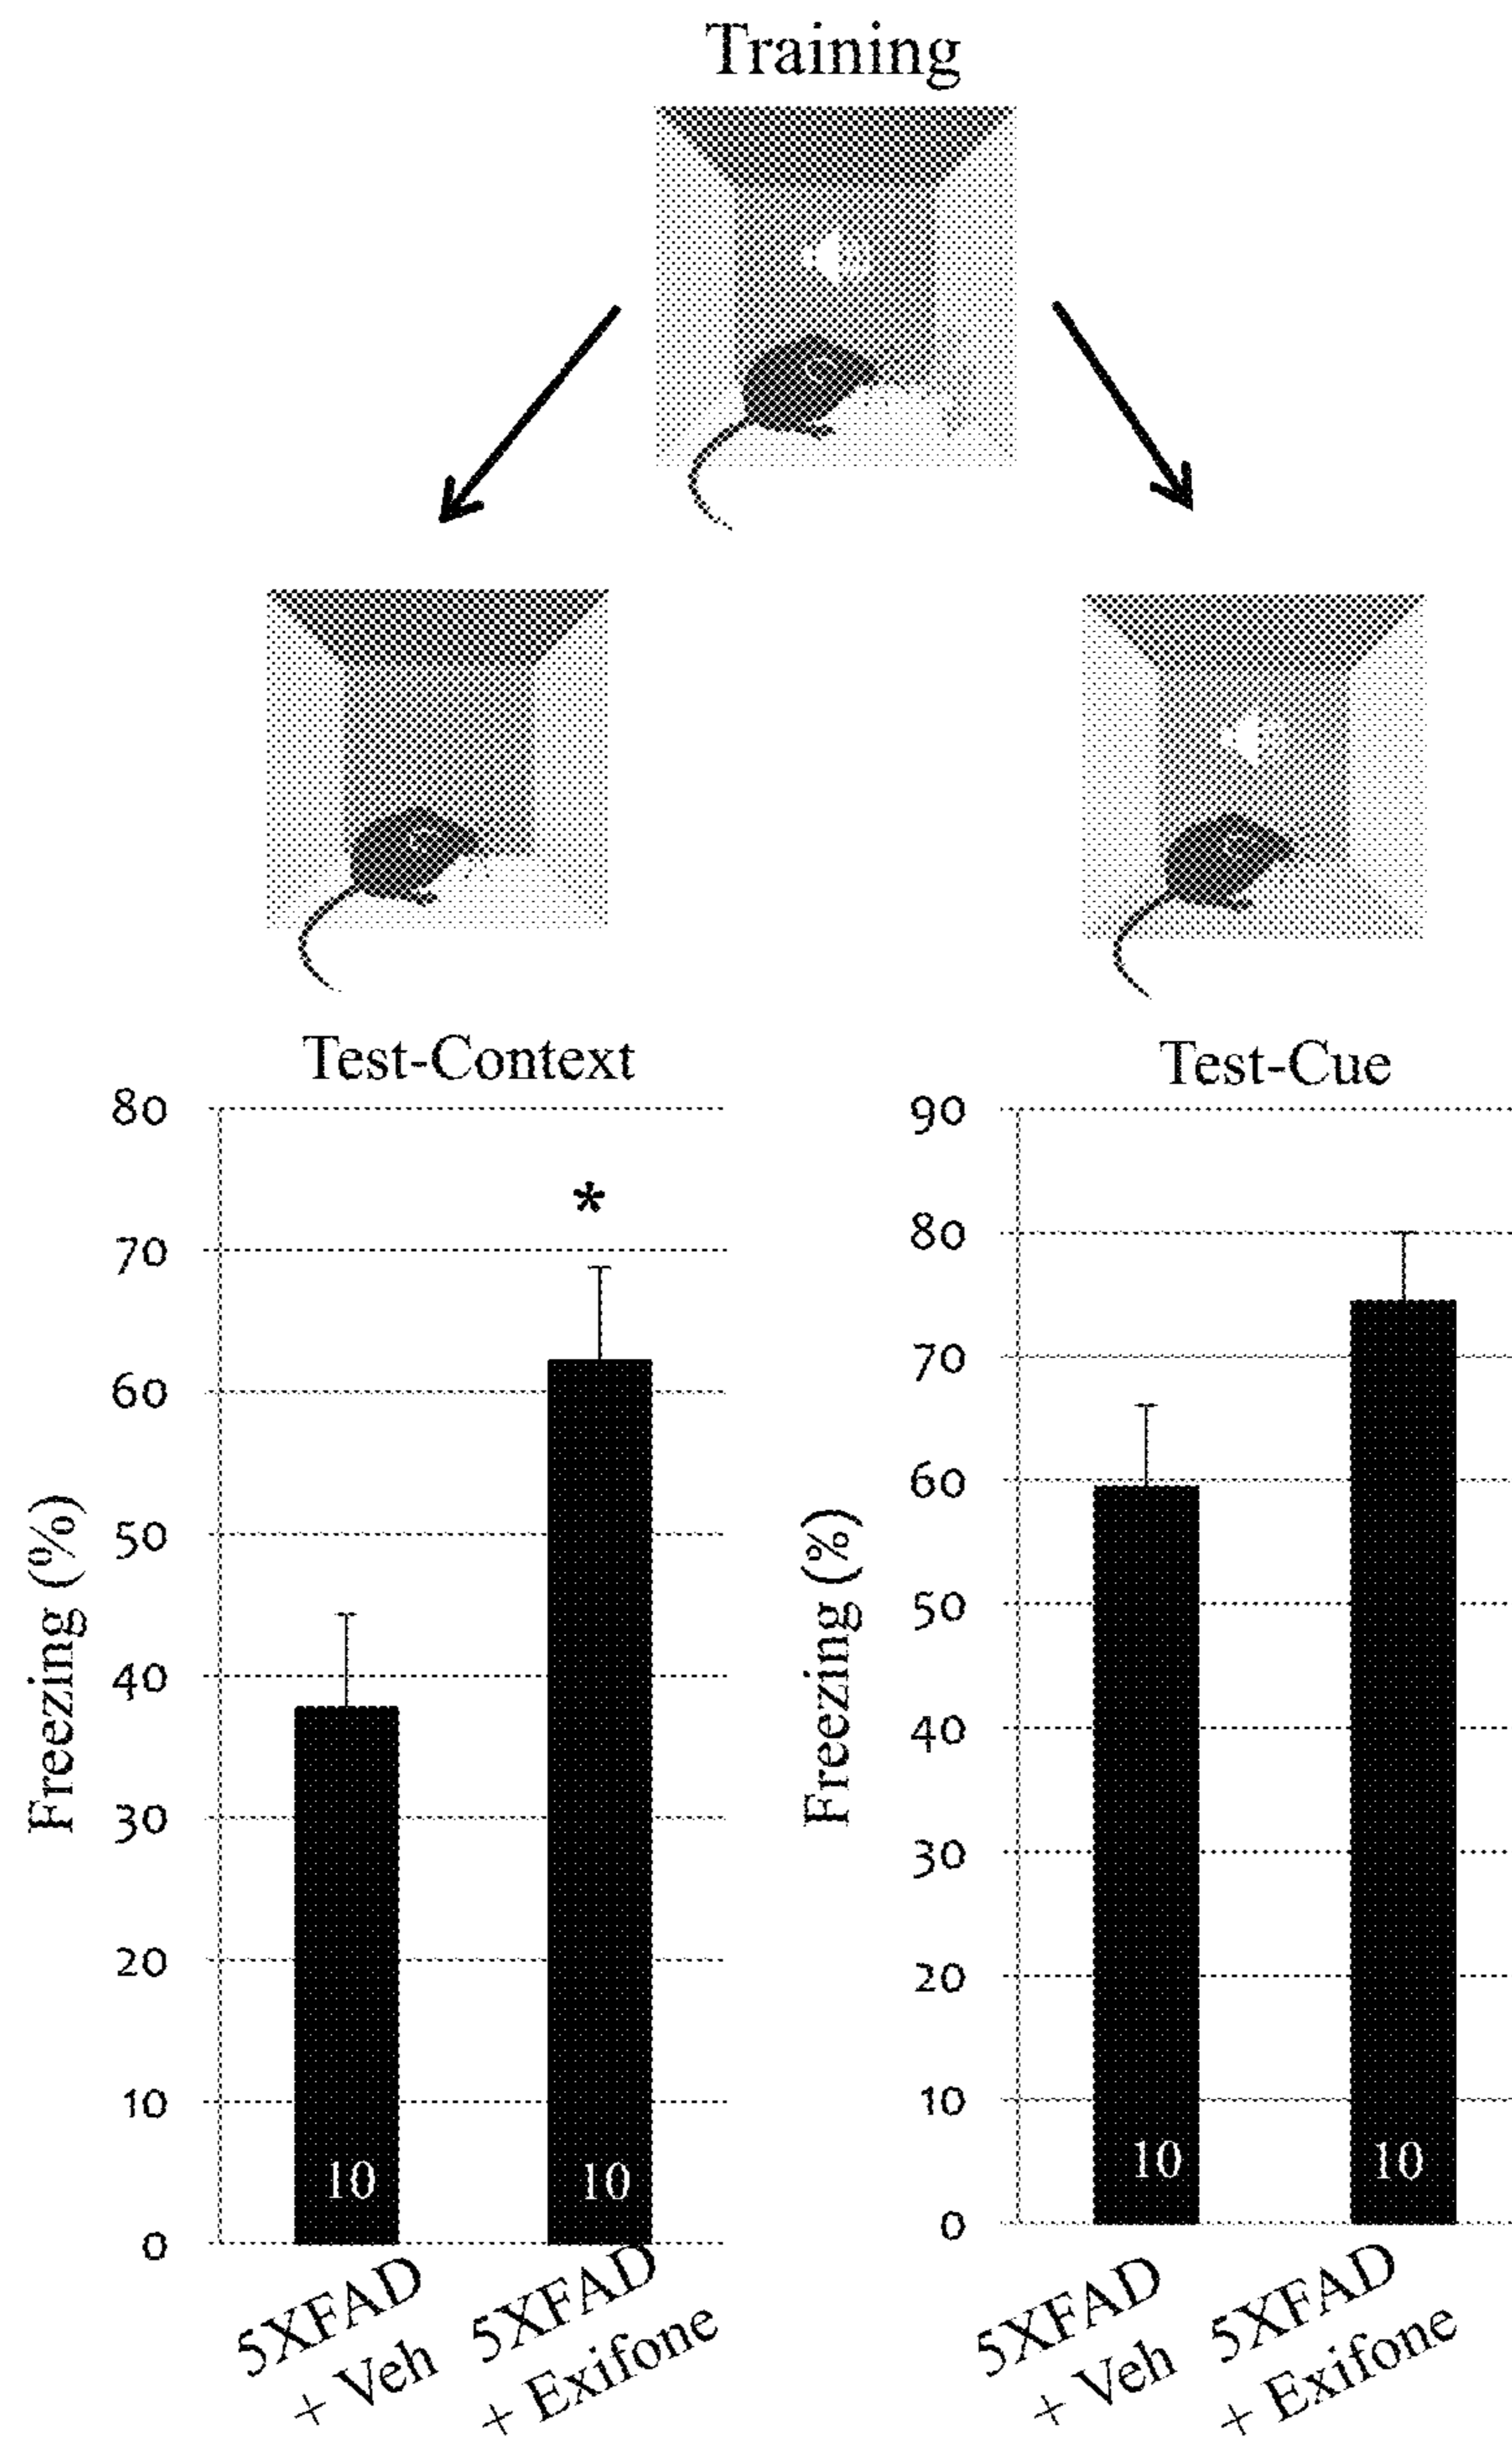 Training
Test-Context
80
70
60
50
40
30
20
10
0
Freezing (%)
*
10
10
5XFAD
+ Veh
5XFAD
+ Exifone
Test-Cue
90
80
70
60
50
40
30
20
10
0
Freezing (%)
10
10
5XFAD
+ Veh
5XFAD
+ Exifone